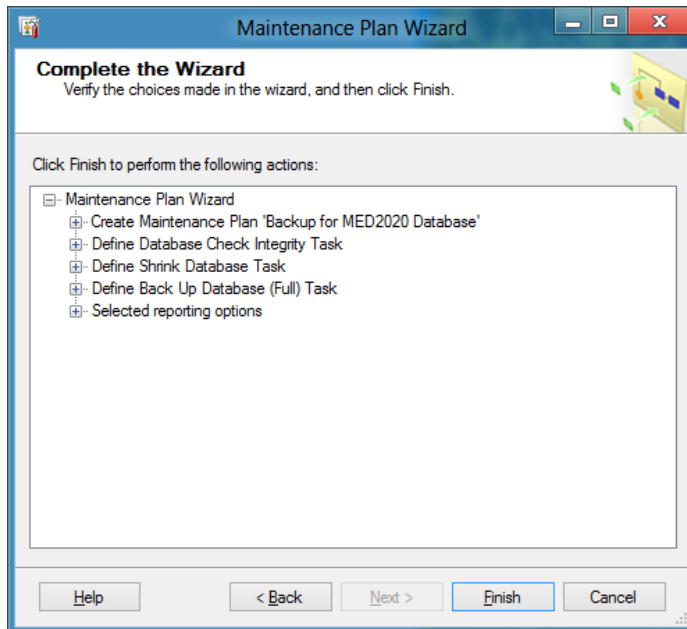 Maintenance Plan Wizard
Complete the Wizard
Verify the choices made in the wizard, and then click Finish.
Click Finish to perform the following actions:
Maintenance Plan Wizard
Create Maintenance Plan 'Backup for MED2020 Database'
Define Database Check Integrity Task
Define Shrink Database Task
Define Back Up Database (Full) Task
Selected reporting options
Help
< Back
Next >
Finish
Cancel